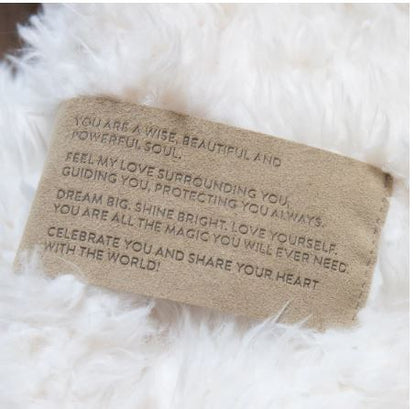 YOU ARE A WISE, BEAUTIFUL AND
POWERFUL SOUL.
FEEL MY LOVE SURROUNDING YOU,
GUIDING YOU, PROTECTING YOU ALWAYS.
DREAM BIG, SHINE BRIGHT, LOVE YOURSELF.
YOU ARE ALL THE MAGIC YOU WILL EVER NEED.
CELEBRATE YOU AND SHARE YOUR HEART
WITH THE WORLD!